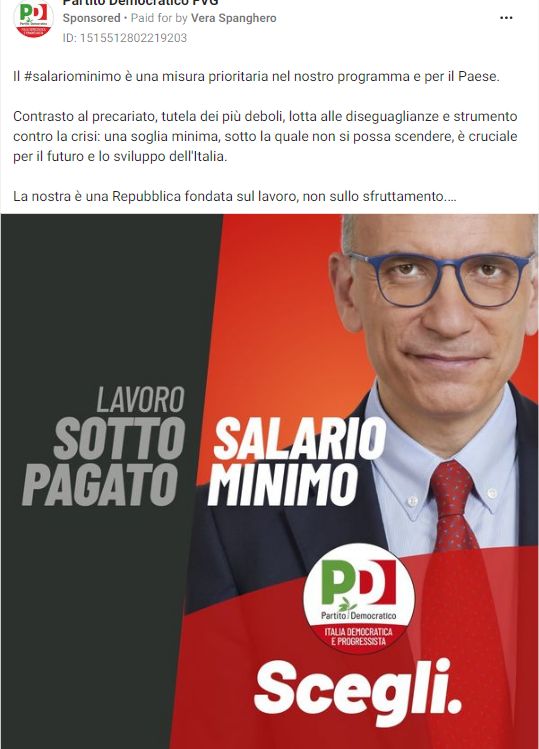 Partito Democratico FVG
Sponsored • Paid for by Vera Spanghero
ID: 1515512802219203
Il #salariominimo è una misura prioritaria nel nostro programma e per il Paese.
Contrasto al precariato, tutela dei più deboli, lotta alle diseguaglianze e strumento
contro la crisi: una soglia minima, sotto la quale non si possa scendere, è cruciale
per il futuro e lo sviluppo dell'Italia.
La nostra è una Repubblica fondata sul lavoro, non sullo sfruttamento....
LAVORO
SOTTO
PAGATO
SALARIO
MINIMO
PD
Partito Democratico
ITALIA DEMOCRATICA
E PROGRESSISTA
Scegli.